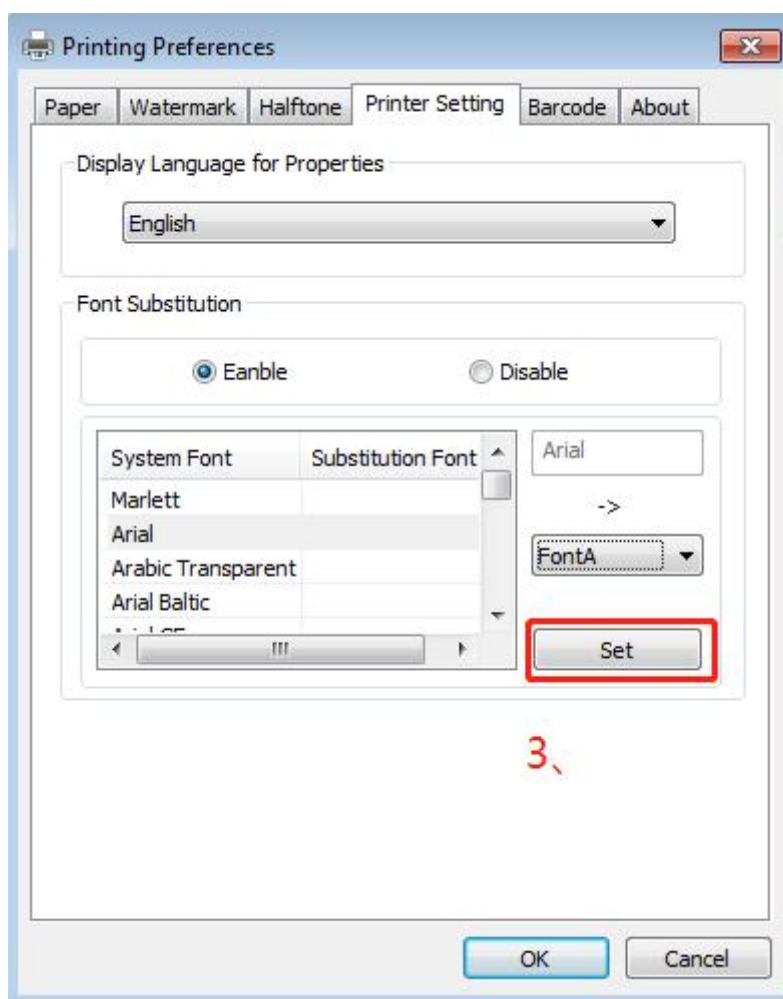 Printing Preferences
Paper Watermark Halftone Printer Setting Barcode About
Display Language for Properties
English
Font Substitution
Eanble Disable
System Font Substitution Font
Marlett
Arial
Arabic Transparent
Arial Baltic
Arial
->
FontA
Set
3、
OK Cancel